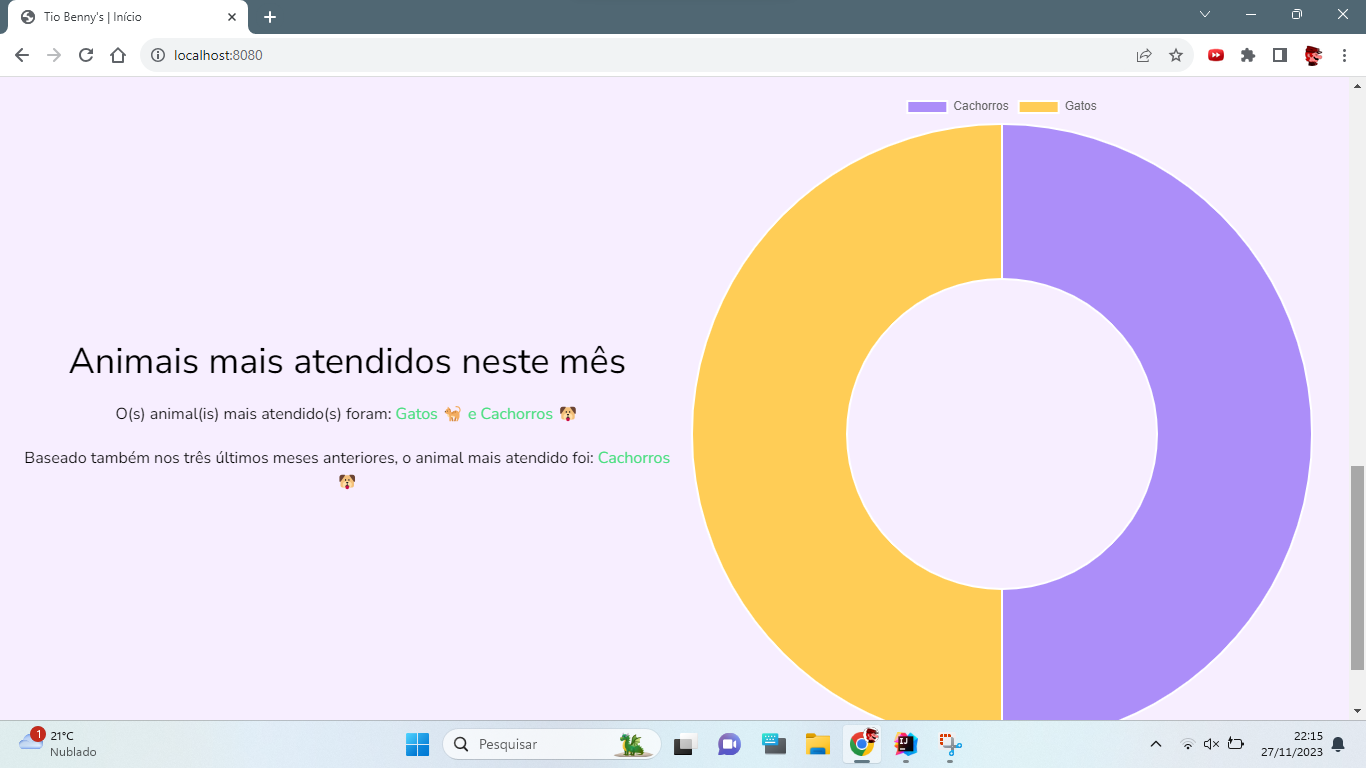 Tio Benny's | Início
localhost:8080
Cachorros Gatos
Animais mais atendidos neste mês
O(s) animal(is) mais atendido(s) foram: Gatos 🐈 e Cachorros 🐶
Baseado também nos três últimos meses anteriores, o animal mais atendido foi: Cachorros
🐶
1
21°C
Nublado
Pesquisar
22:15
27/11/2023